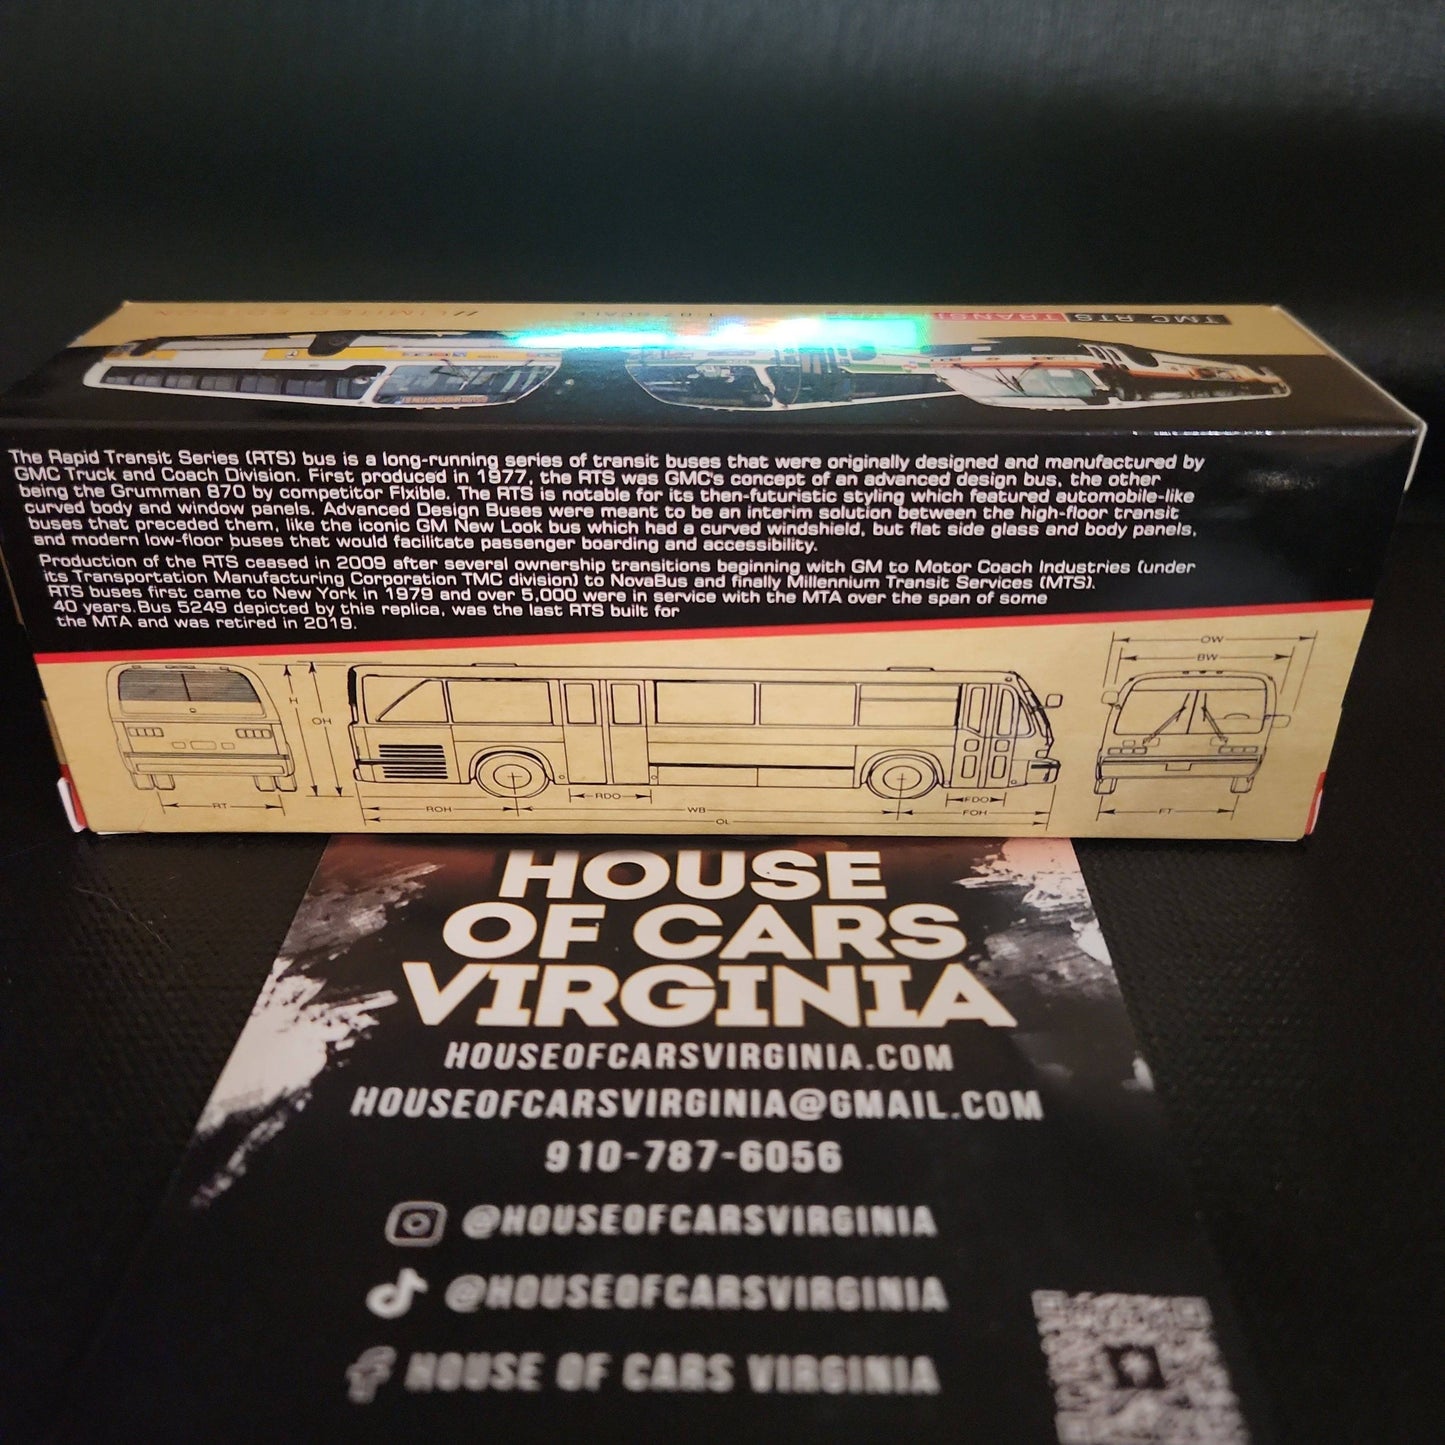 TMC RTS TRANSI
1:87 SCALE
//LIMITED EDITION
The Rapid Transit Series (RTS) bus is a long-running series of transit buses that were originally designed and manufactured by
GMC Truck and Coach Division. First produced in 1977, the RTS was GMC's concept of an advanced design bus, the other
being the Grumman 870 by competitor Flxible. The RTS is notable for its then-futuristic styling which featured automobile-like
curved body and window panels. Advanced Design Buses were meant to be an interim solution between the high-floor transit
buses that preceded them, like the iconic GM New Look bus which had a curved windshield, but flat side glass and body panels,
and modern low-floor buses that would facilitate passenger boarding and accessibility.
Production of the RTS ceased in 2009 after several ownership transitions beginning with GM to Motor Coach Industries (under
its Transportation Manufacturing Corporation TMC division) to NovaBus and finally Millennium Transit Services (MTS).
RTS buses first came to New York in 1979 and over 5,000 were in service with the MTA over the span of some
40 years.Bus 5249 depicted by this replica, was the last RTS built for
the MTA and was retired in 2019.
OW
BW
H
OH
RT
ROH
RDO
WB
OL
FDO
FOH
FT
HOUSE
OF CARS
VIRGINIA
HOUSEOFCARSVIRGINIA.COM
HOUSEOFCARSVIRGINIA@GMAIL.COM
910-787-6056
@HOUSEOFCARSVIRGINIA
@HOUSEOFCARSVIRGINIA
HOUSE OF CARS VIRGINIA